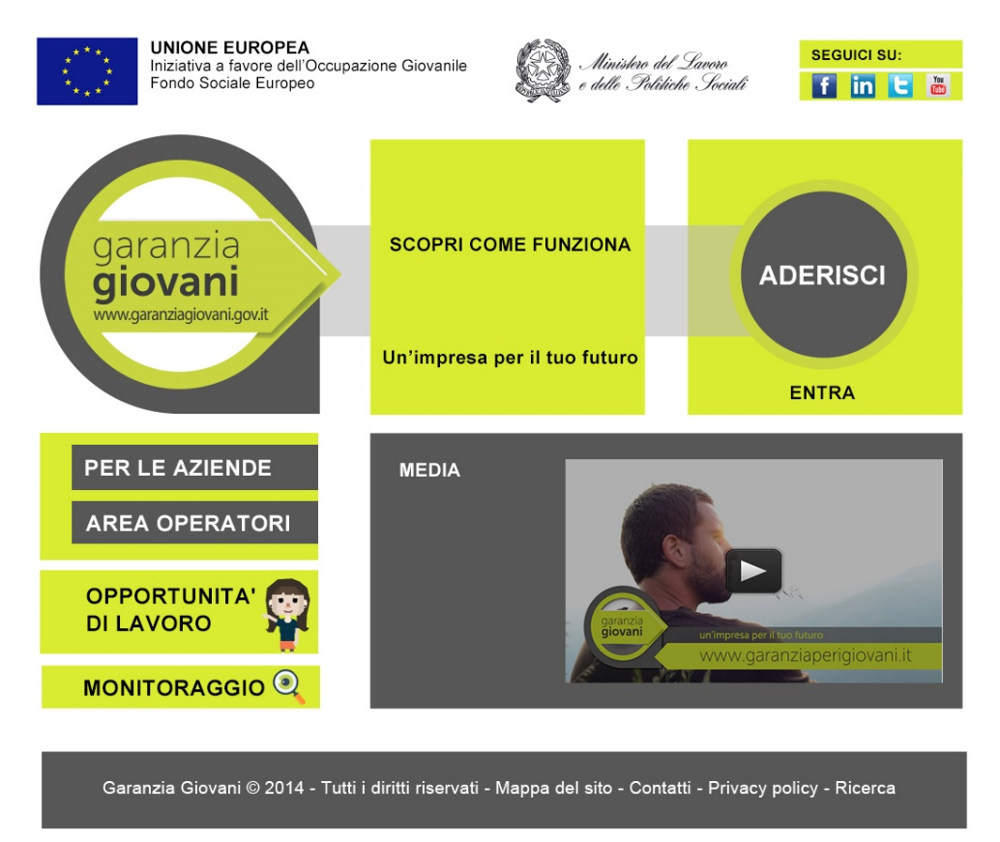 UNIONE EUROPEA
Iniziativa a favore dell'Occupazione Giovanile
Fondo Sociale Europeo
Ministero del Lavoro
e delle Politiche Sociali
SEGUICI SU:
f in t You Tube
garanzia
giovani
www.garanziagiovani.gov.it
SCOPRI COME FUNZIONA
Un'impresa per il tuo futuro
ADERISCI
ENTRA
PER LE AZIENDE
AREA OPERATORI
OPPORTUNITA'
DI LAVORO
MONITORAGGIO
MEDIA
garanzia
giovani
un'impresa per il tuo futuro
www.garanziaperigiovani.it
Garanzia Giovani © 2014 - Tutti i diritti riservati - Mappa del sito - Contatti - Privacy policy - Ricerca